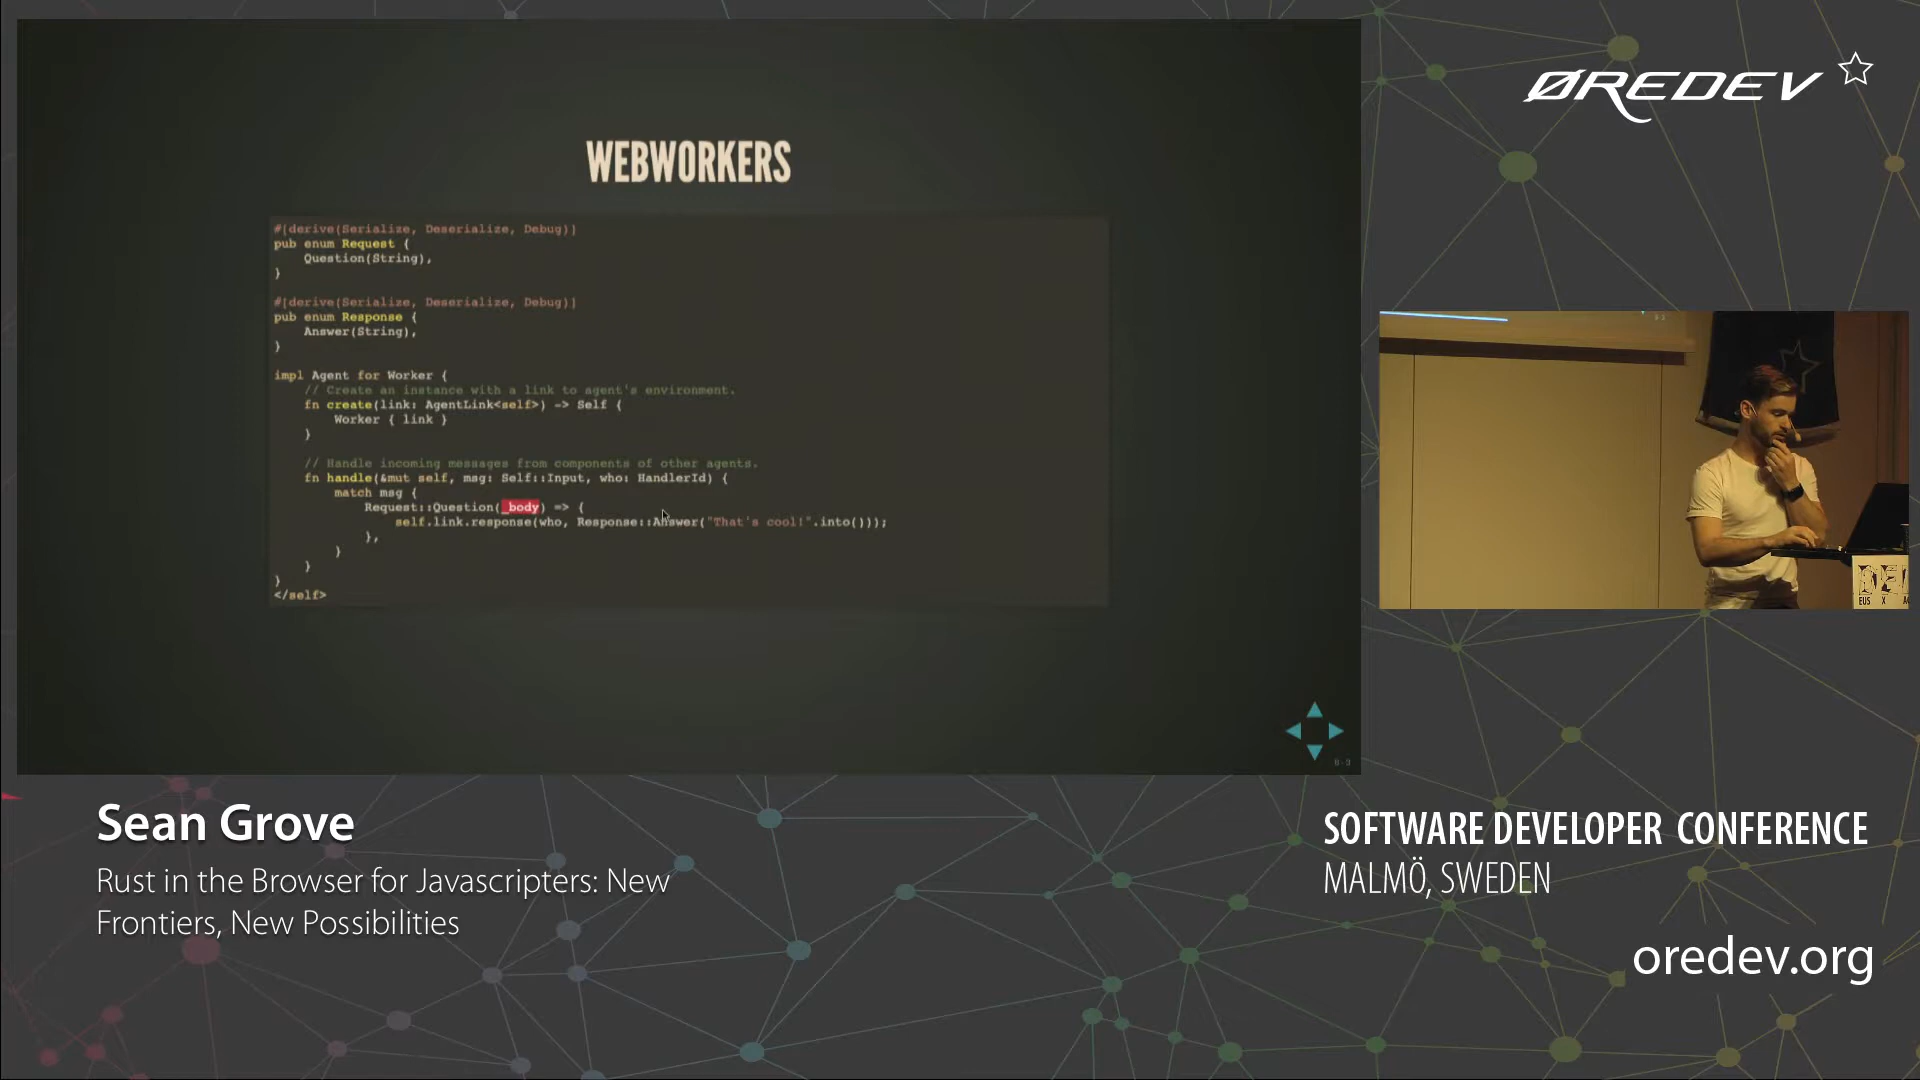 WEBWORKERS
#[derive(Serialize, Deserialize, Debug)]
pub enum Request {
    Question(String),
}
#[derive(Serialize, Deserialize, Debug)]
pub enum Response {
    Answer(String),
}
impl Agent for Worker {
    // Create an instance with a link to agent's environment.
    fn create(link: AgentLink<self>) -> Self {
        Worker { link }
    }
    // Handle incoming messages from components of other agents.
    fn handle(&mut self, msg: Self::Input, who: HandlerId) {
        match msg {
            Request::Question(_body) => {
                self.link.response(who, Response::Answer("That's cool!".into()));
            },
        }
    }
}
</self>
ØREDEV
Sean Grove
Rust in the Browser for Javascripters: New
Frontiers, New Possibilities
SOFTWARE DEVELOPER CONFERENCE
MALMÖ, SWEDEN
oredev.org